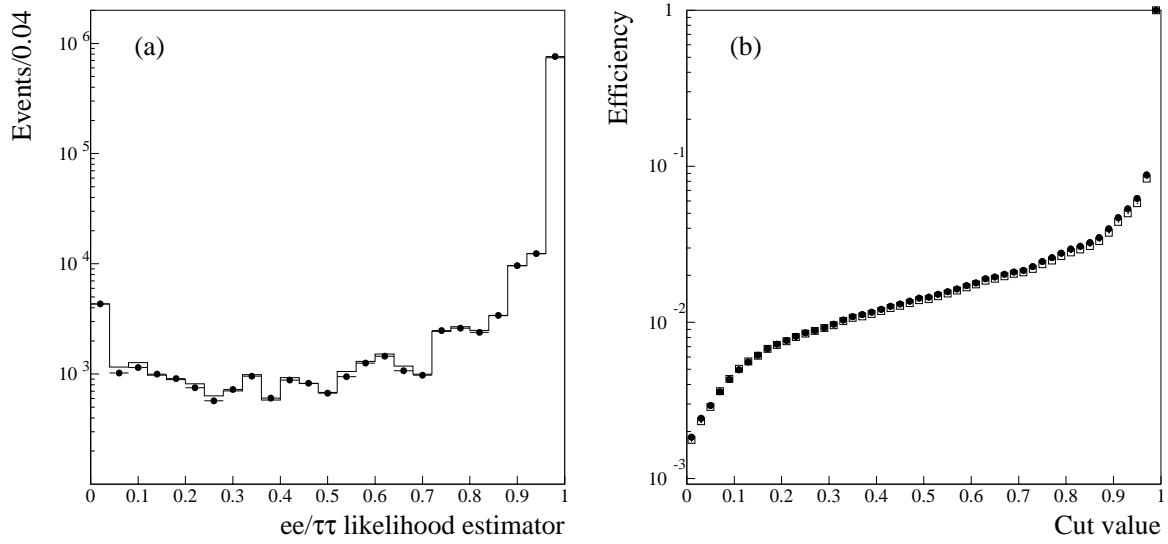 Events/0.04
(a)
10^6
10^5
10^4
10^3
0 0.1 0.2 0.3 0.4 0.5 0.6 0.7 0.8 0.9 1
ee/ττ likelihood estimator
Efficiency
(b)
1
10^-1
10^-2
10^-3
0 0.1 0.2 0.3 0.4 0.5 0.6 0.7 0.8 0.9 1
Cut value